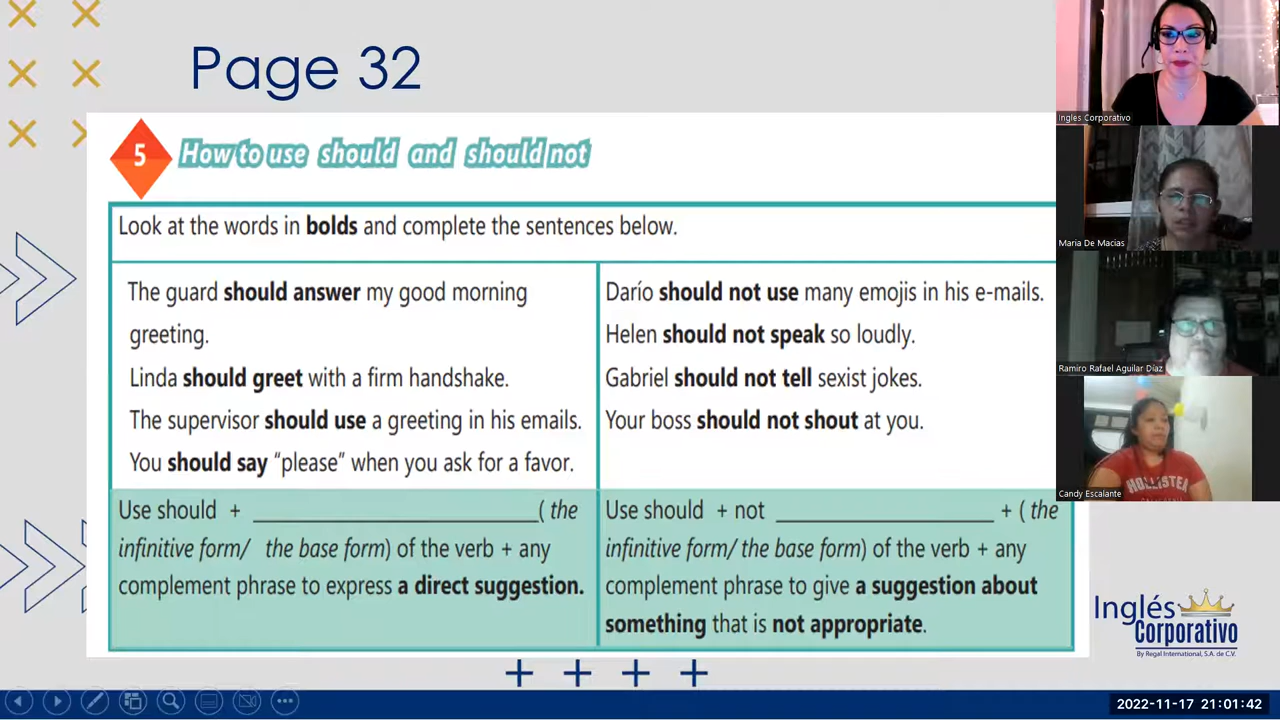 Page 32
5
How to use should and should not
Look at the words in bolds and complete the sentences below.
The guard should answer my good morning
greeting.
Linda should greet with a firm handshake.
The supervisor should use a greeting in his emails.
You should say “please” when you ask for a favor.
Darío should not use many emojis in his e-mails.
Helen should not speak so loudly.
Gabriel should not tell sexist jokes.
Your boss should not shout at you.
Use should + ______________________________( the
infinitive form/ the base form) of the verb + any
complement phrase to express a direct suggestion.
Use should + not _______________________ + ( the
infinitive form/ the base form) of the verb + any
complement phrase to give a suggestion about
something that is not appropriate.
Ingles Corporativo
Maria De Macias
Ramiro Rafael Aguilar Díaz
HOLLISTER
CALIFORNIA
Candy Escalante
Inglés
Corporativo
By Regal International, S.A. de C.V.
2022-11-17 21:01:42